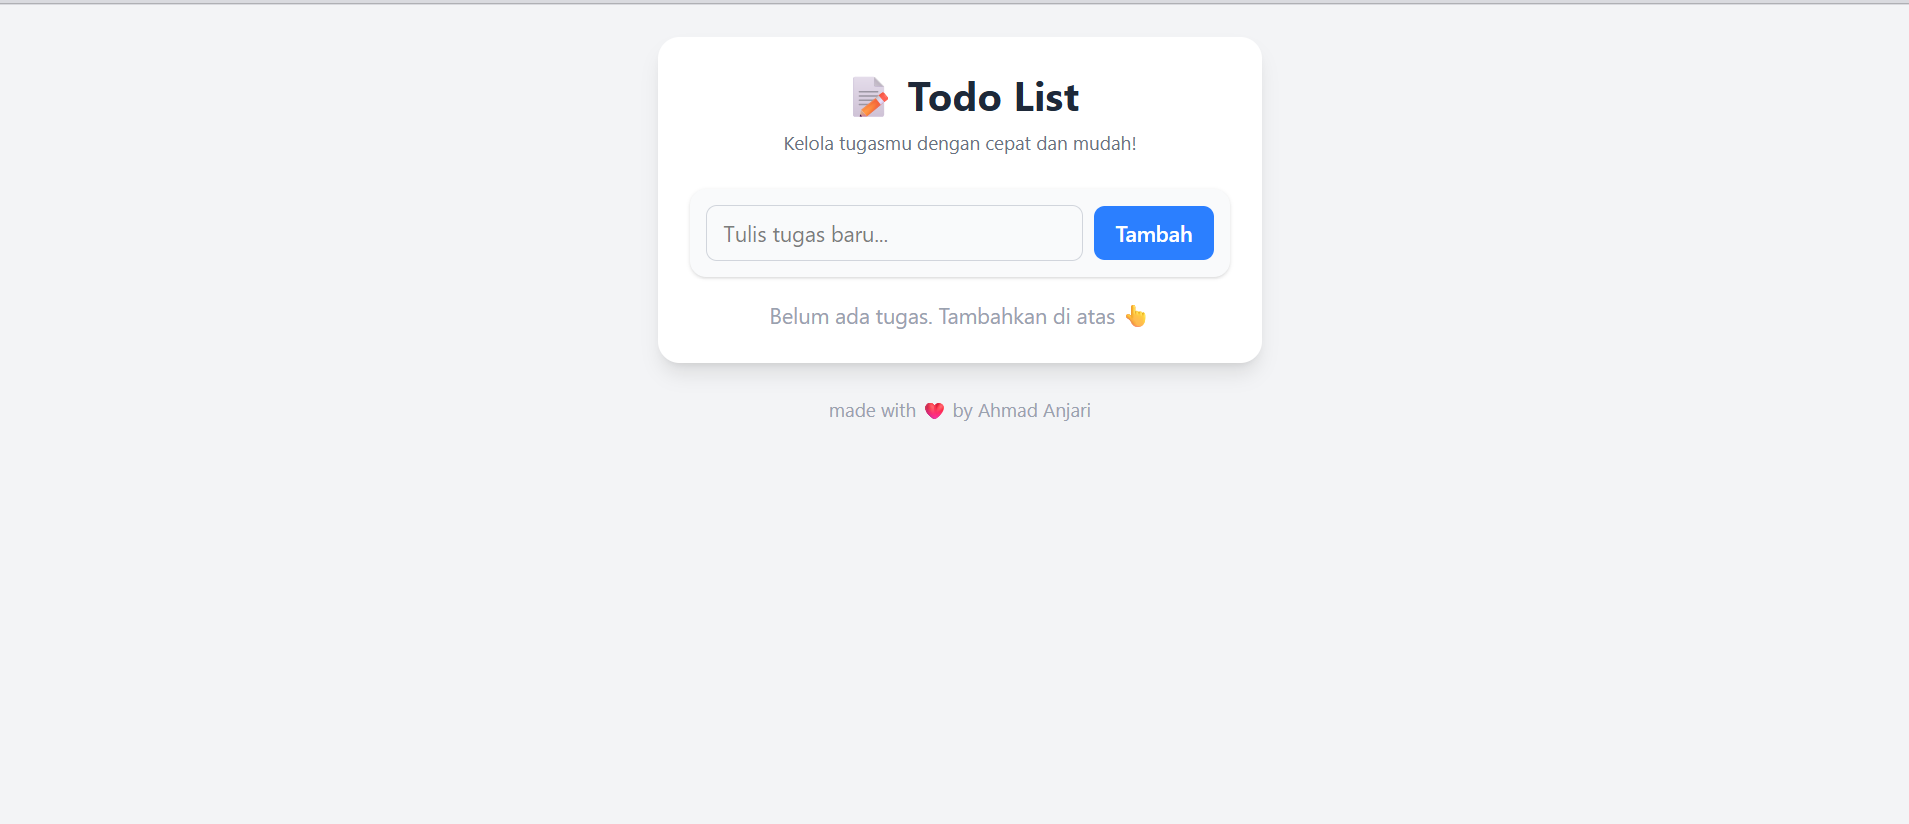 📝 Todo List
Kelola tugasmu dengan cepat dan mudah!
Tulis tugas baru...
Tambah
Belum ada tugas. Tambahkan di atas 👆
made with ❤️ by Ahmad Anjari